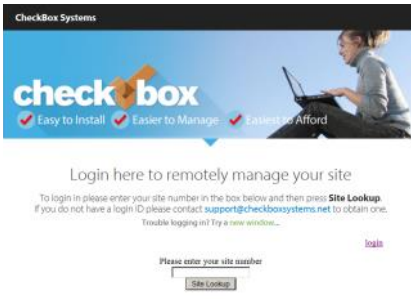 CheckBox Systems
check box
Easy to Install Easier to Manage Easiest to Afford
Login here to remotely manage your site
To login in please enter your site number in the box below and then press Site Lookup.
If you do not have a login ID please contact support@checkboxsystems.net to obtain one.
Trouble logging in? Try a new window...
login
Please enter your site number
Site Lookup